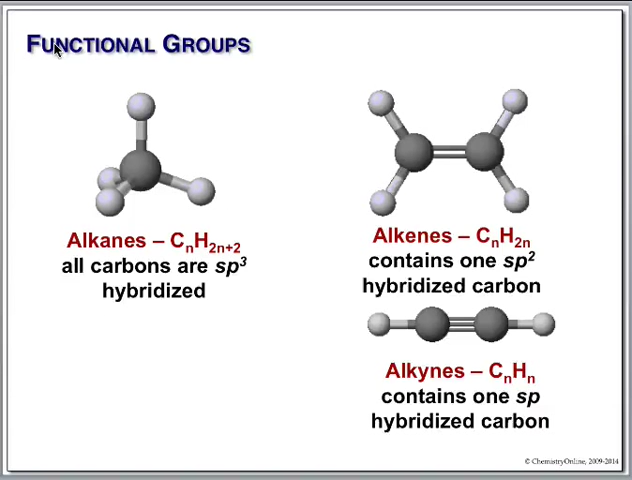 FUNCTIONAL GROUPS
Alkanes – CnH2n+2
all carbons are sp3
hybridized
Alkenes – CnH2n
contains one sp2
hybridized carbon
Alkynes – CnHn
contains one sp
hybridized carbon
© ChemistryOnline, 2009-2014